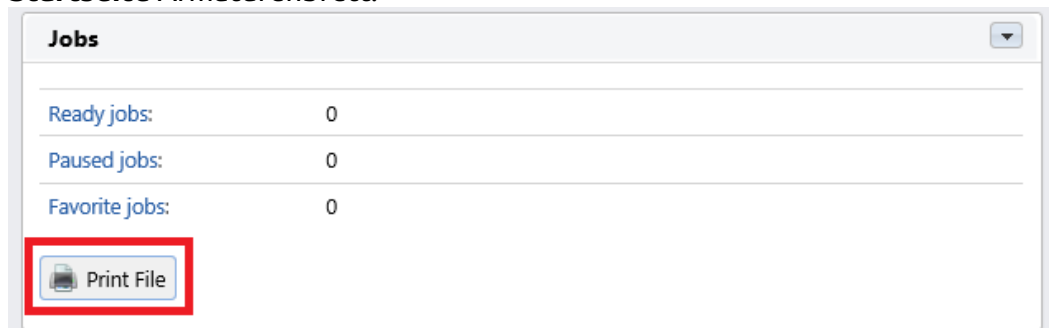 Jobs
Ready jobs: 0
Paused jobs: 0
Favorite jobs: 0
Print File